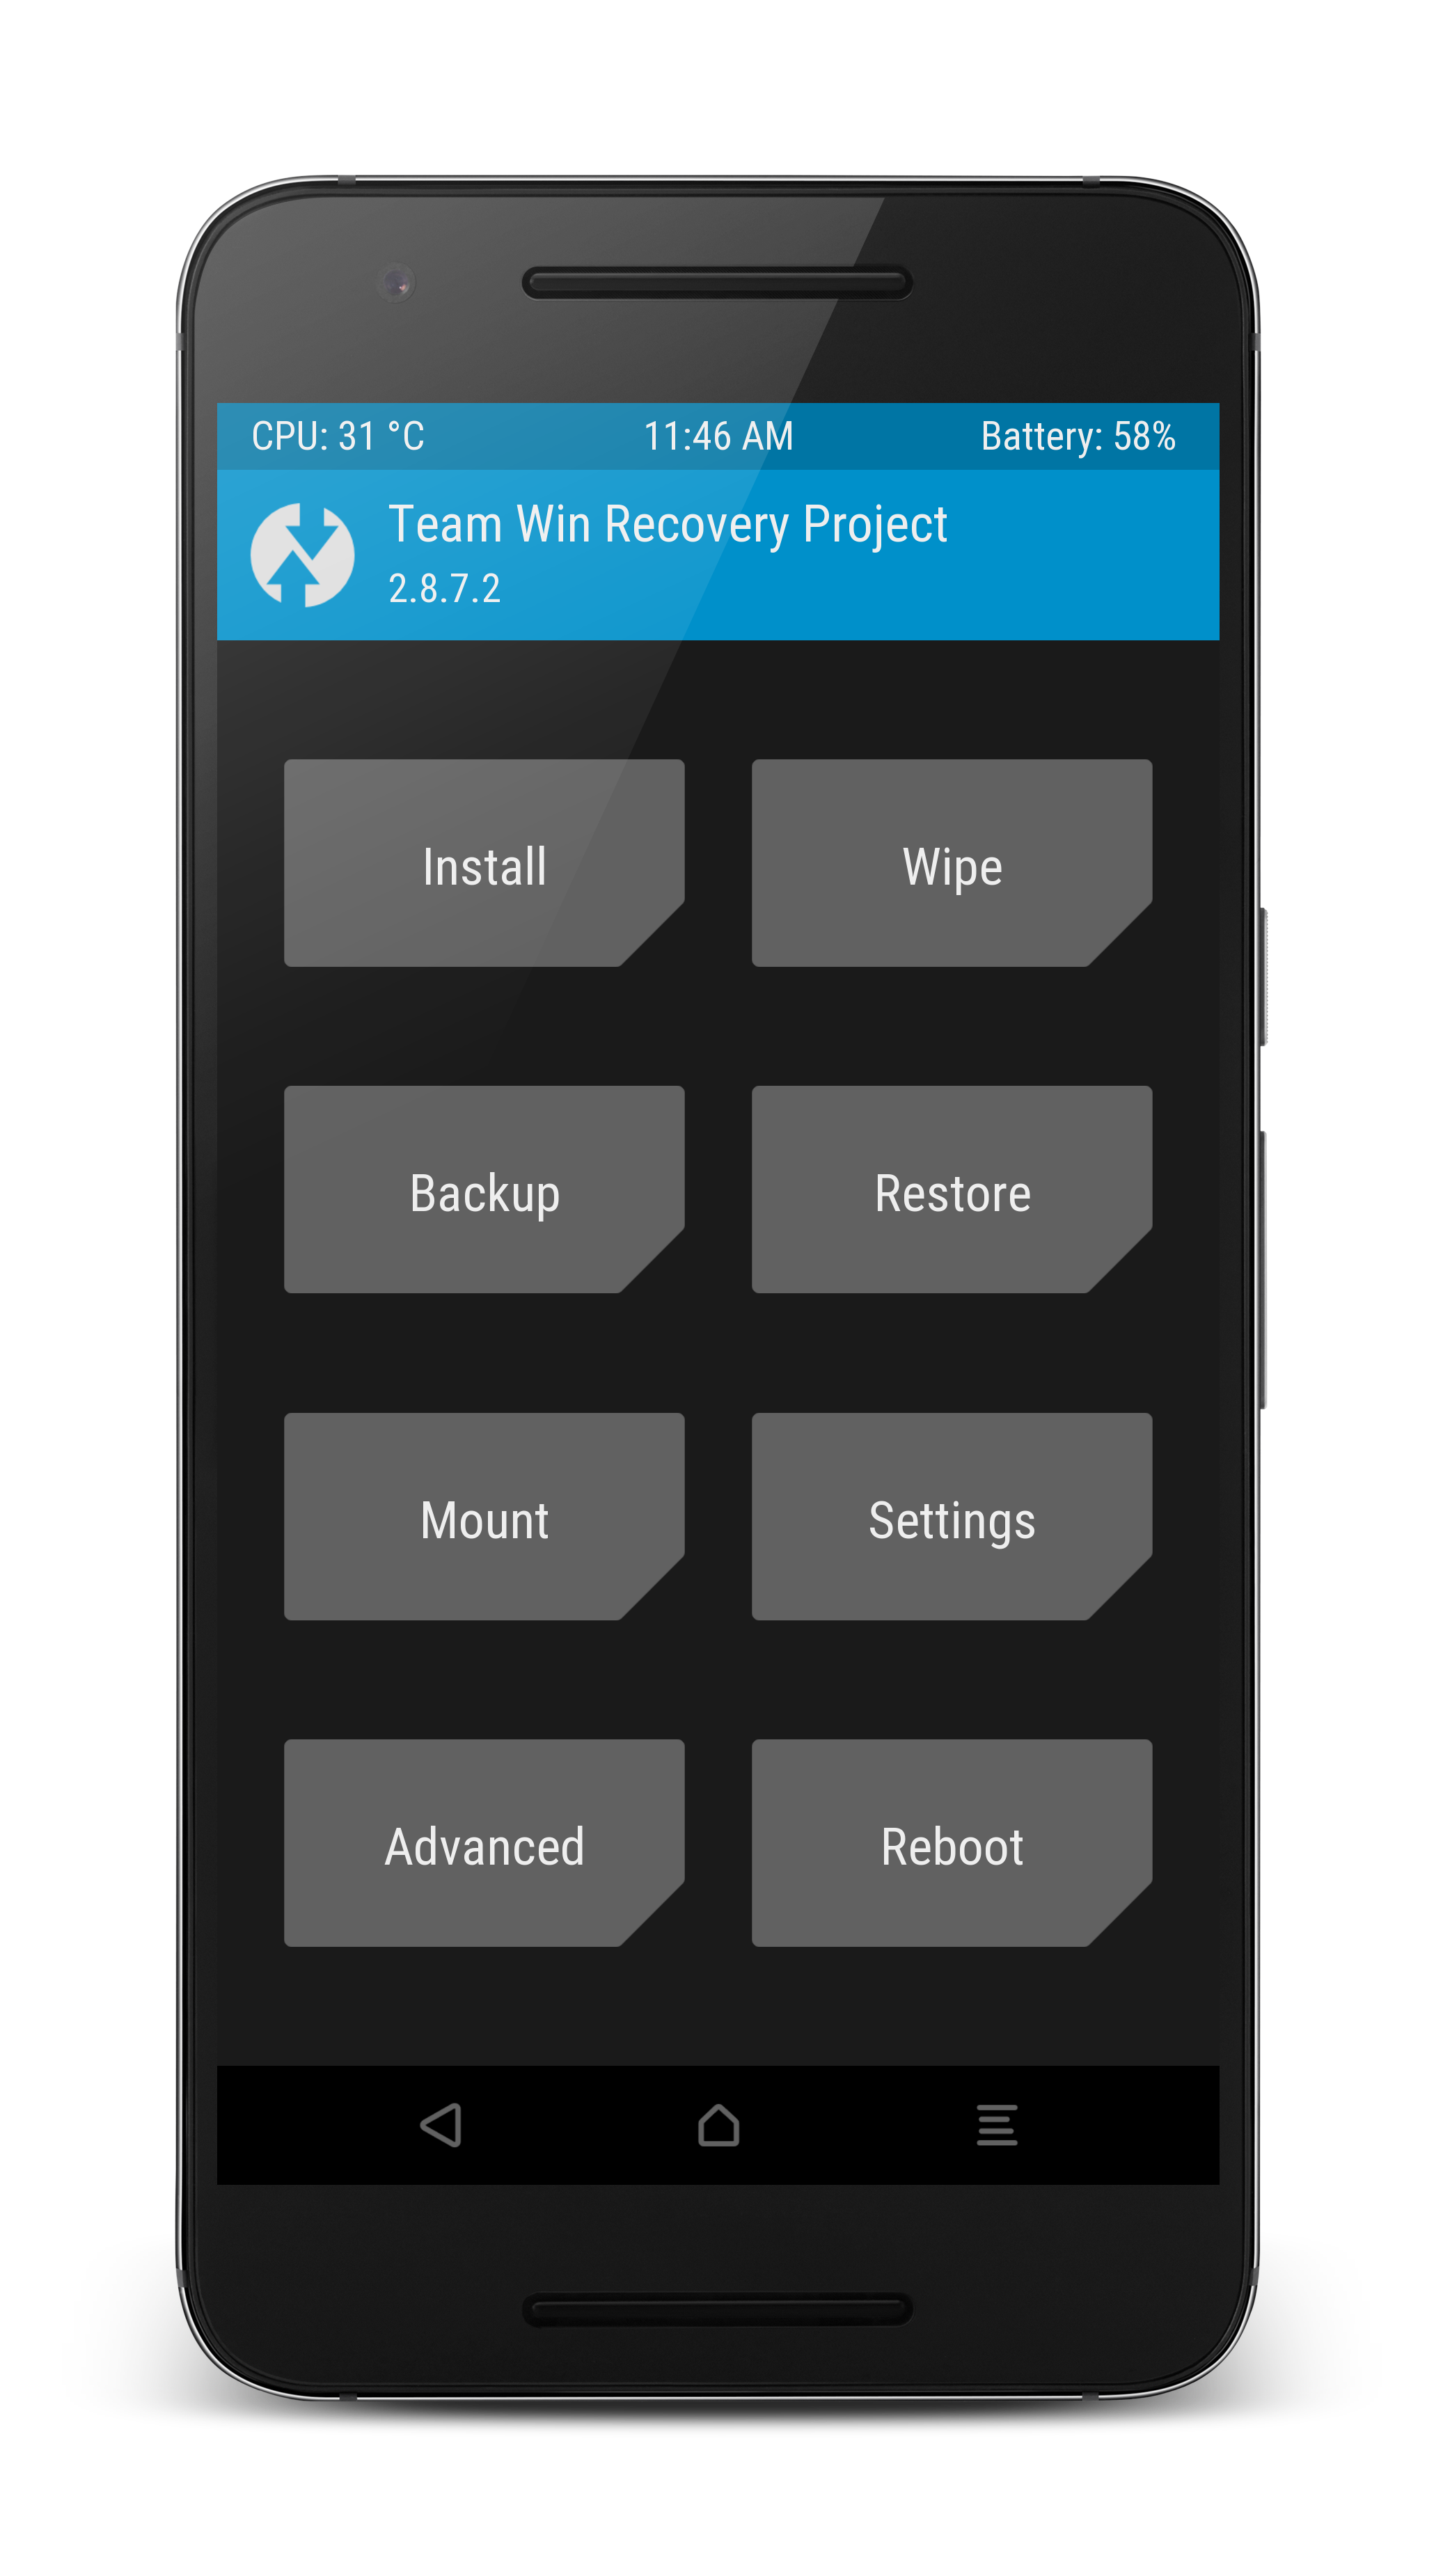 CPU: 31 °C 11:46 AM Battery: 58%
Team Win Recovery Project
2.8.7.2
Install Wipe
Backup Restore
Mount Settings
Advanced Reboot